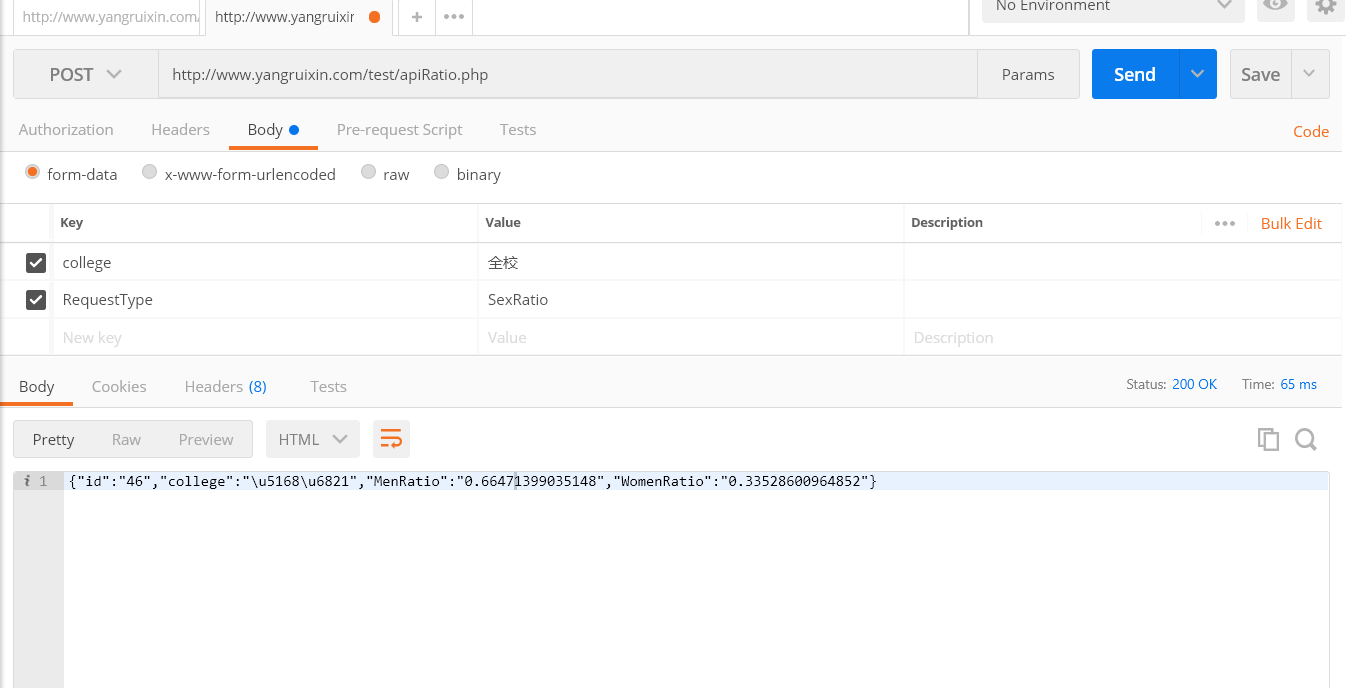 http://www.yangruixin.com/ http://www.yangruixin No Environment
POST http://www.yangruixin.com/test/apiRatio.php Params Send Save
Authorization Headers Body Pre-request Script Tests Code
form-data x-www-form-urlencoded raw binary
Key Value Description Bulk Edit
college 全校
RequestType SexRatio
New key Value Description
Body Cookies Headers (8) Tests Status: 200 OK Time: 65 ms
Pretty Raw Preview HTML
i 1 {"id":"46","college":"\u5168\u6821","MenRatio":"0.66471399035148","WomenRatio":"0.33528600964852"}